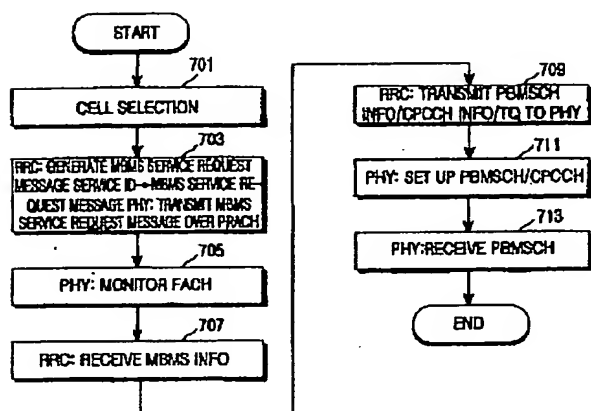 START
701
CELL SELECTION
703
RRC: GENERATE MBMS SERVICE REQUEST
MESSAGE SERVICE ID→MBMS SERVICE RE-
QUEST MESSAGE PHY: TRANSMIT MBMS
SERVICE REQUEST MESSAGE OVER PRACH
705
PHY: MONITOR FACH
707
RRC: RECEIVE MBMS INFO
709
RRC: TRANSMIT PBMSCH
INFO/CPCCH INFO/TQ TO PHY
711
PHY: SET UP PBMSCH/CPCCH
713
PHY:RECEIVE PBMSCH
END